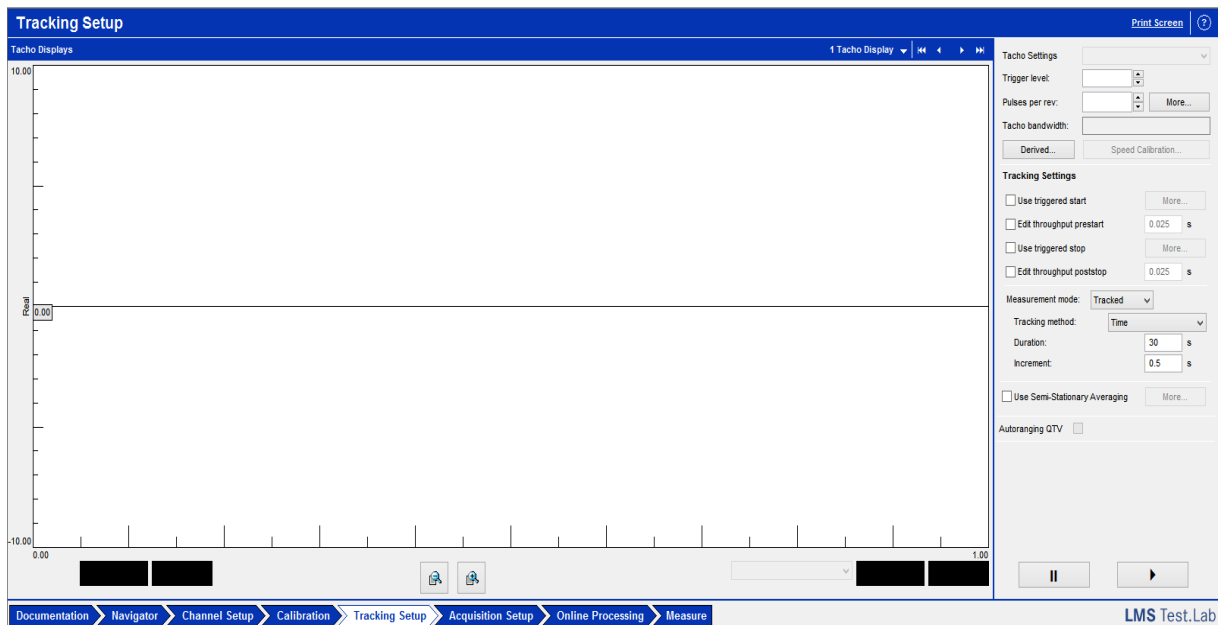 Tracking Setup
Print Screen
?
Tacho Displays
1 Tacho Display
10.00
Real
0.00
-10.00
0.00
1.00
Tacho Settings
Trigger level:
Pulses per rev:
More...
Tacho bandwidth:
Derived...
Speed Calibration...
Tracking Settings
Use triggered start
More...
Edit throughput prestart
0.025 s
Use triggered stop
More...
Edit throughput poststop
0.025 s
Measurement mode: Tracked
Tracking method: Time
Duration: 30 s
Increment: 0.5 s
Use Semi-Stationary Averaging
More...
Autoranging QTV
Documentation Navigator Channel Setup Calibration Tracking Setup Acquisition Setup Online Processing Measure
LMS Test.Lab